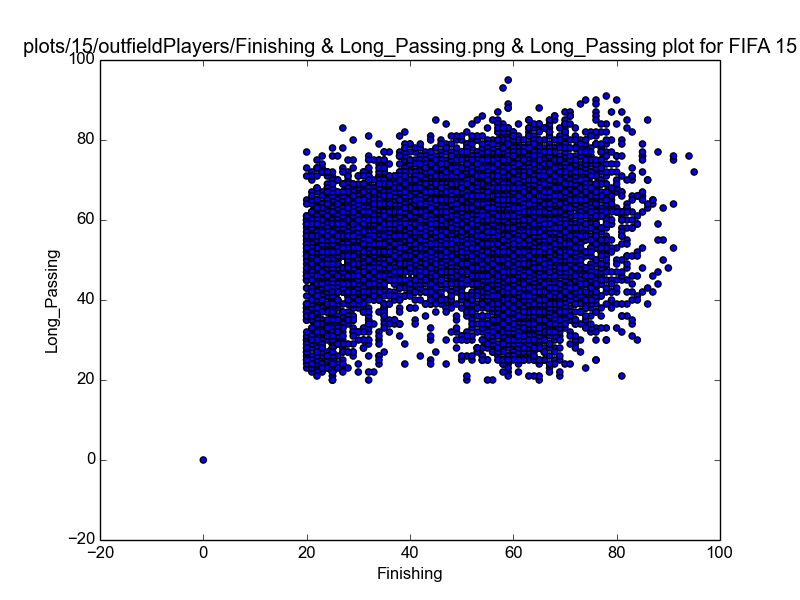 plots/15/outfieldPlayers/Finishing & Long_Passing.png & Long_Passing plot for FIFA 15
100
80
60
40
20
0
−20
Long_Passing
−20 0 20 40 60 80 100
Finishing